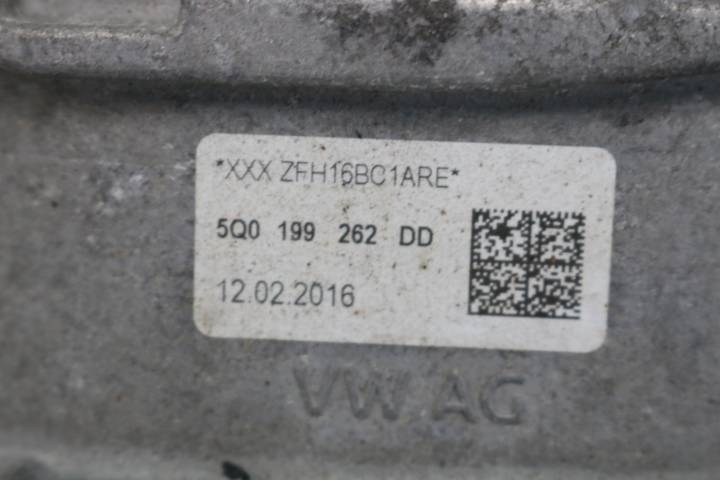 *XXX ZFH16BC1ARE*
5Q0 199 262 DD
12.02.2016
VW AG